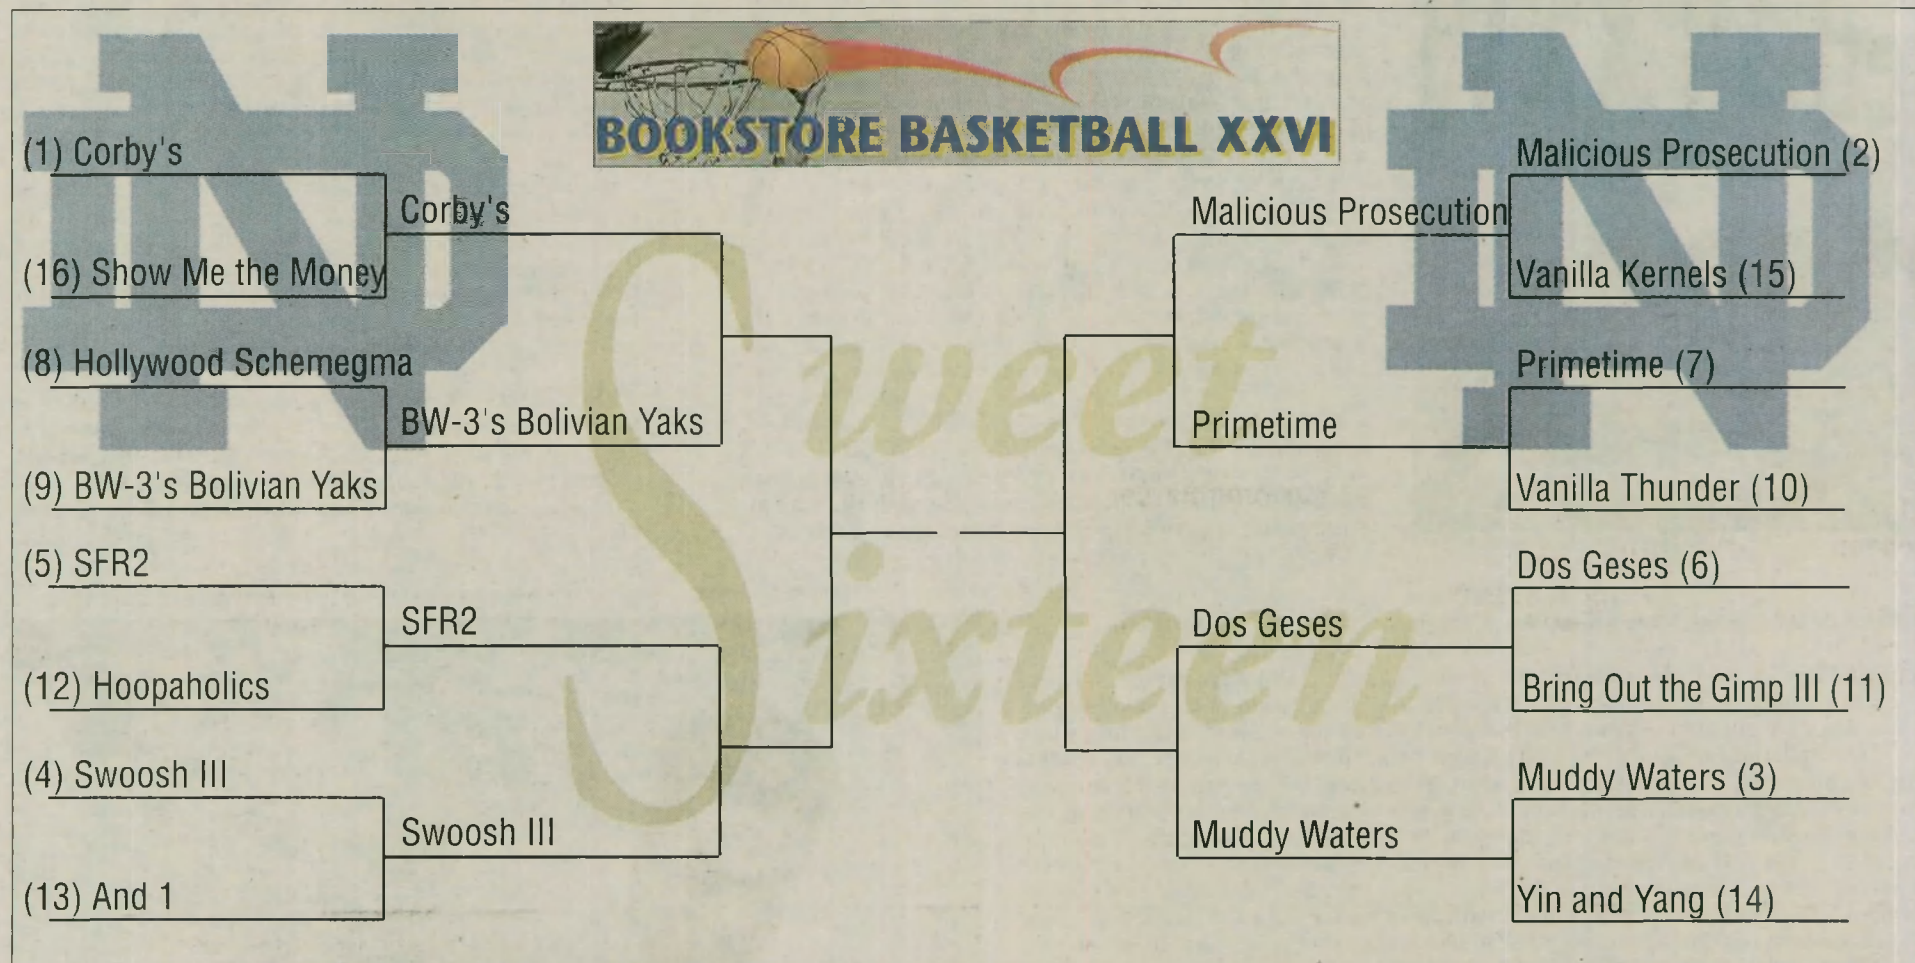 BOOKSTORE BASKETBALL XXVI
Sweet
Sixteen
(1) Corby's
(16) Show Me the Money
(8) Hollywood Schemegma
(9) BW-3's Bolivian Yaks
(5) SFR2
(12) Hoopaholics
(4) Swoosh III
(13) And 1
Corby's
BW-3's Bolivian Yaks
SFR2
Swoosh III
Malicious Prosecution
Primetime
Dos Geses
Muddy Waters
Malicious Prosecution (2)
Vanilla Kernels (15)
Primetime (7)
Vanilla Thunder (10)
Dos Geses (6)
Bring Out the Gimp III (11)
Muddy Waters (3)
Yin and Yang (14)
ND
ND